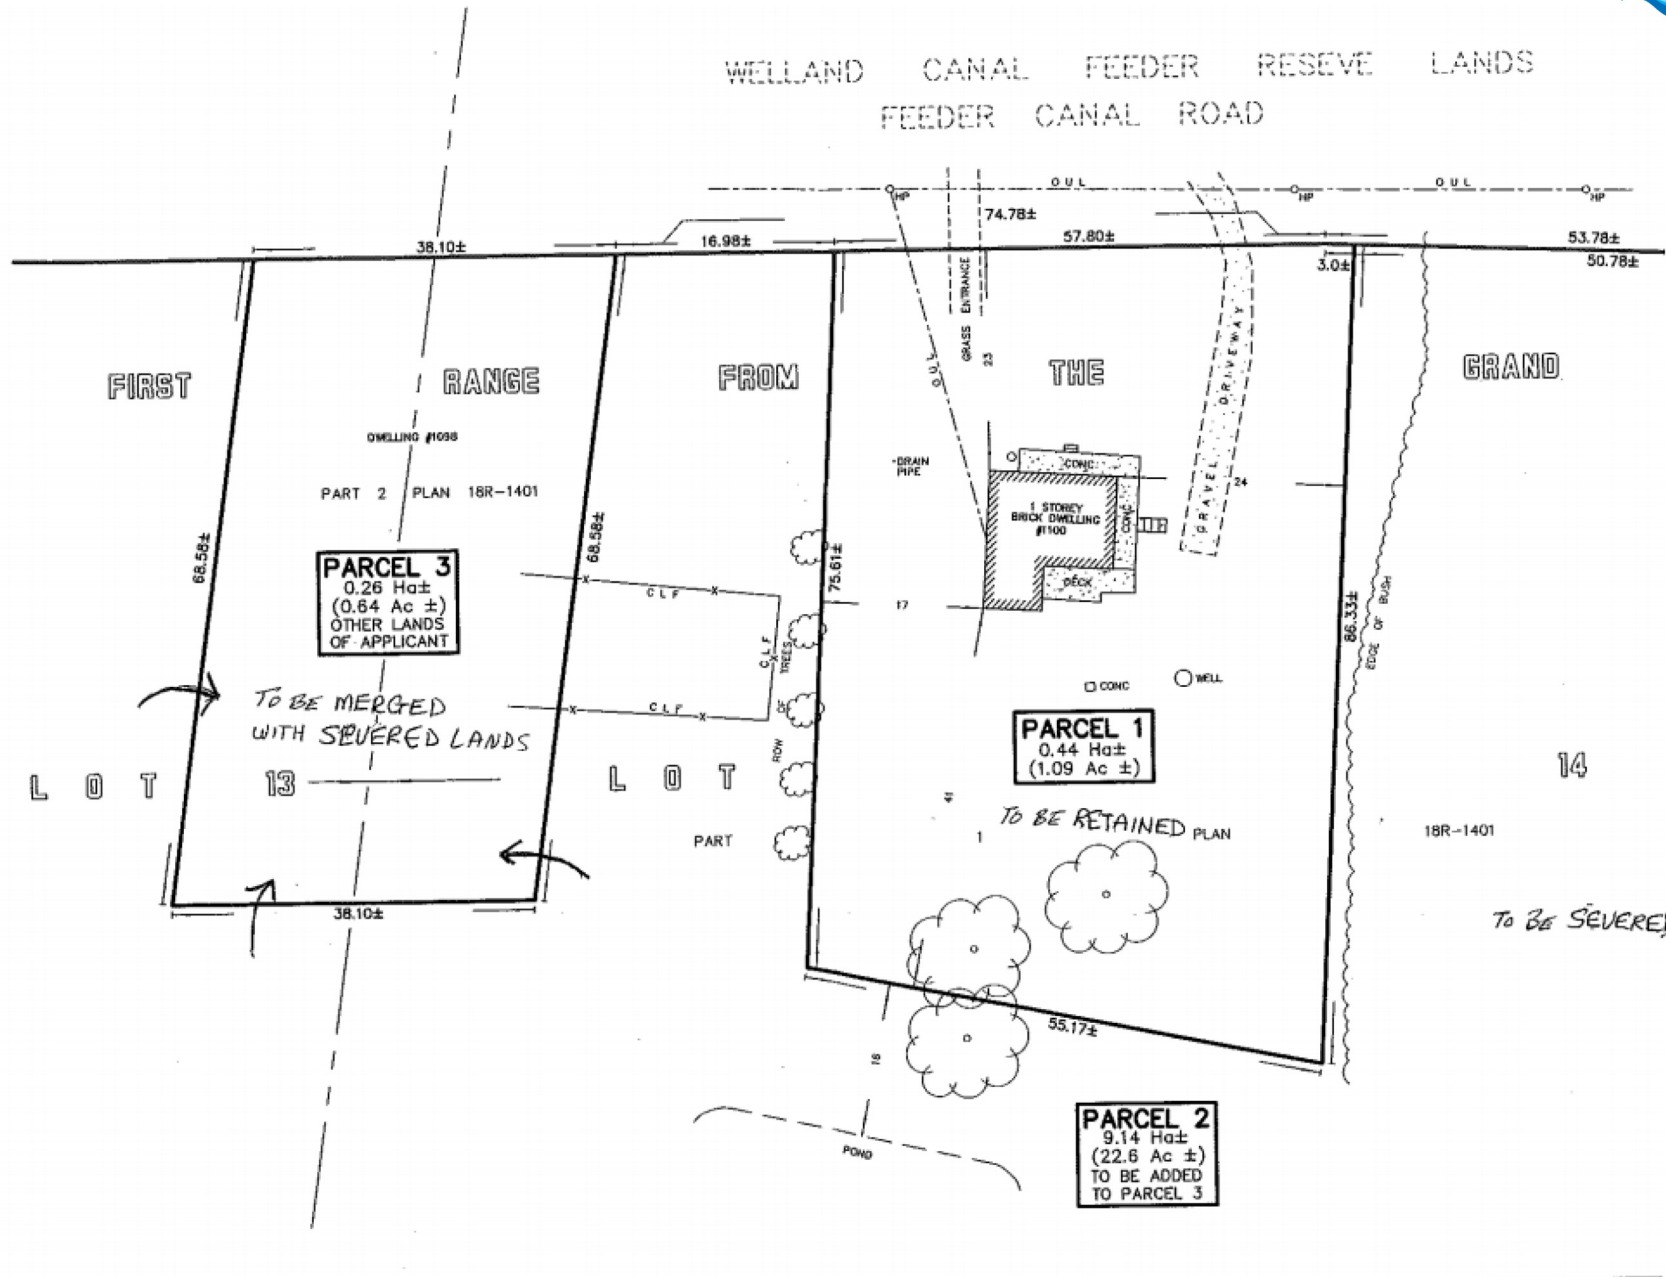 WELLAND CANAL FEEDER RESEVE LANDS
FEEDER CANAL ROAD
OUL
OUL
HP
HP
HP
74.78±
38.10±
16.98±
57.80±
53.78±
3.0±
50.78±
GRASS ENTRANCE
23
OUL
GRAVEL DRIVEWAY
FIRST RANGE FROM THE GRAND
DWELLING #1098
PART 2 PLAN 18R-1401
DRAIN
PIPE
CONC
24
1 STOREY
BRICK DWELLING
#1100
CONC
DECK
68.58±
68.58±
75.61±
86.33±
EDGE OF BUSH
PARCEL 3
0.26 Ha±
(0.64 Ac ±)
OTHER LANDS
OF APPLICANT
CLF
CLF
CLF
17
ROW OF TREES
CONC
WELL
TO BE MERGED
WITH SEVERED LANDS
PARCEL 1
0.44 Ha±
(1.09 Ac ±)
LOT 13 LOT 14
41
TO BE RETAINED
PART 1 PLAN 18R-1401
38.10±
TO BE SEVERE
55.17±
18
POND
PARCEL 2
9.14 Ha±
(22.6 Ac ±)
TO BE ADDED
TO PARCEL 3